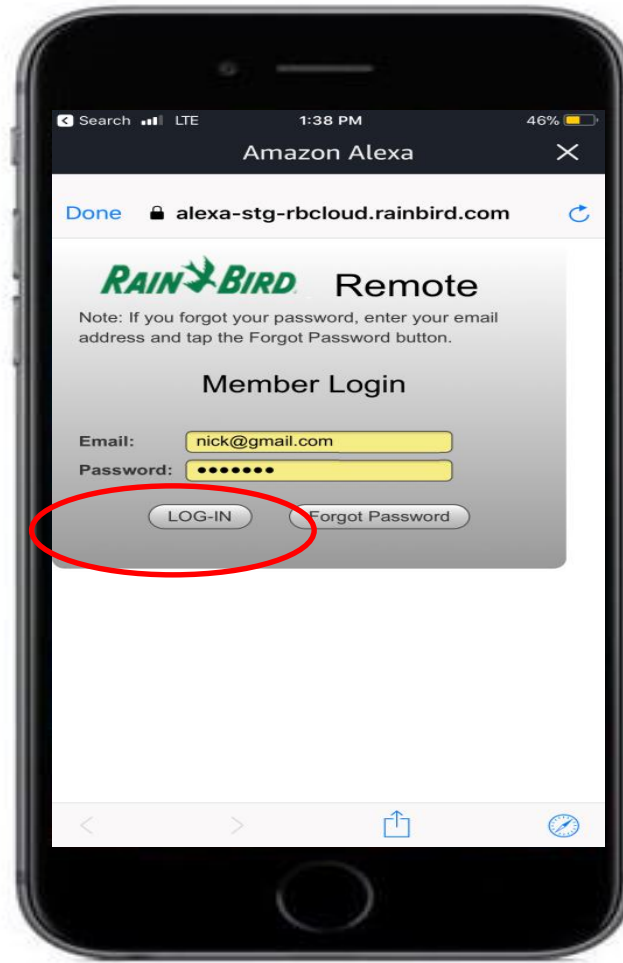 Search LTE 1:38 PM 46%
Amazon Alexa
Done alexa-stg-rbcloud.rainbird.com
RAIN BIRD Remote
Note: If you forgot your password, enter your email
address and tap the Forgot Password button.
Member Login
Email: nick@gmail.com
Password: •••••••
LOG-IN Forgot Password